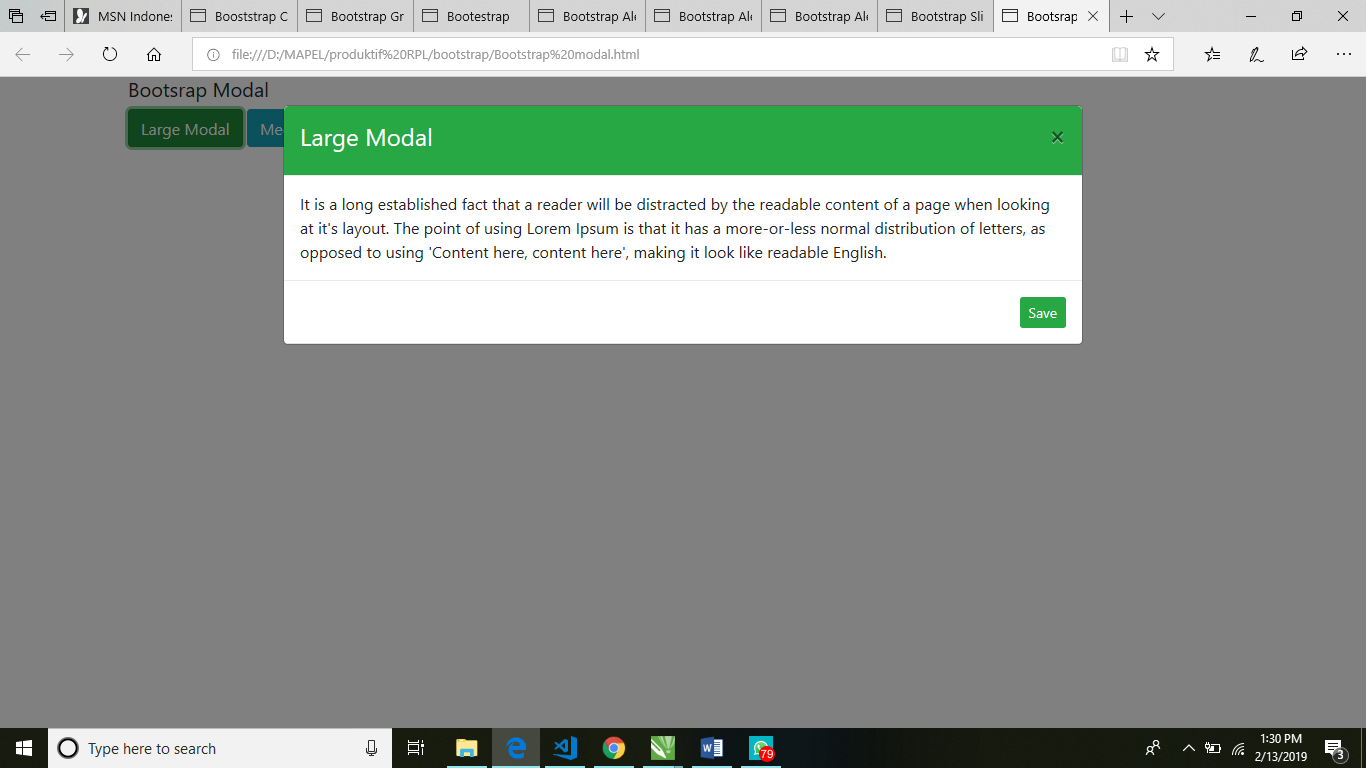 MSN Indones
Booststrap C
Bootstrap Gr
Bootestrap
Bootstrap Ale
Bootstrap Ale
Bootstrap Ale
Bootstrap Sli
Bootsrap
file:///D:/MAPEL/produktif%20RPL/bootstrap/Bootstrap%20modal.html
Bootsrap Modal
Large Modal
Me
Large Modal
×
It is a long established fact that a reader will be distracted by the readable content of a page when looking
at it's layout. The point of using Lorem Ipsum is that it has a more-or-less normal distribution of letters, as
opposed to using 'Content here, content here', making it look like readable English.
Save
Type here to search
79
1:30 PM
2/13/2019
3